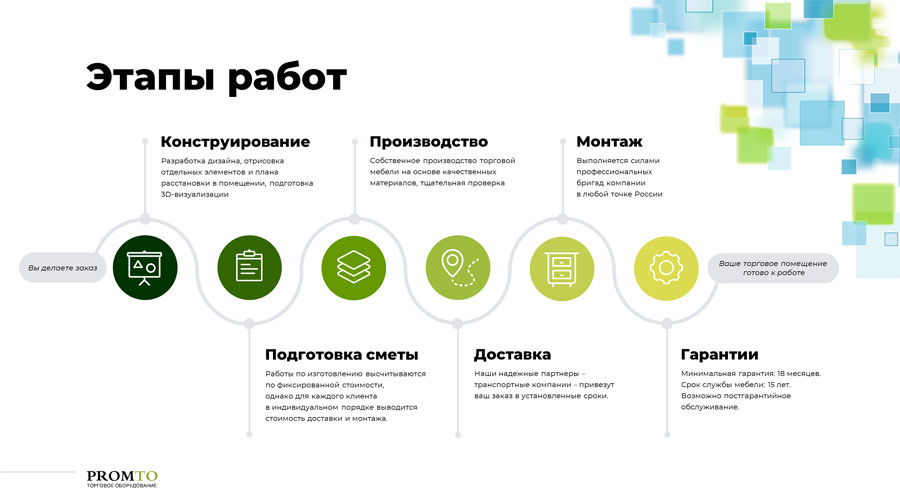 Этапы работ
Конструирование
Разработка дизайна, отрисовка
отдельных элементов и плана
расстановки в помещении, подготовка
3D-визуализации
Производство
Собственное производство торговой
мебели на основе качественных
материалов, тщательная проверка
Монтаж
Выполняется силами
профессиональных
бригад компании
в любой точке России
Вы делаете заказ
Ваше торговое помещение
готово к работе
Подготовка сметы
Работы по изготовлению высчитываются
по фиксированной стоимости,
однако для каждого клиента
в индивидуальном порядке выводится
стоимость доставки и монтажа.
Доставка
Наши надежные партнеры –
транспортные компании – привезут
ваш заказ в установленные сроки.
Гарантии
Минимальная гарантия: 18 месяцев.
Срок службы мебели: 15 лет.
Возможно постгарантийное
обслуживание.
PROMTO
ТОРГОВОЕ ОБОРУДОВАНИЕ